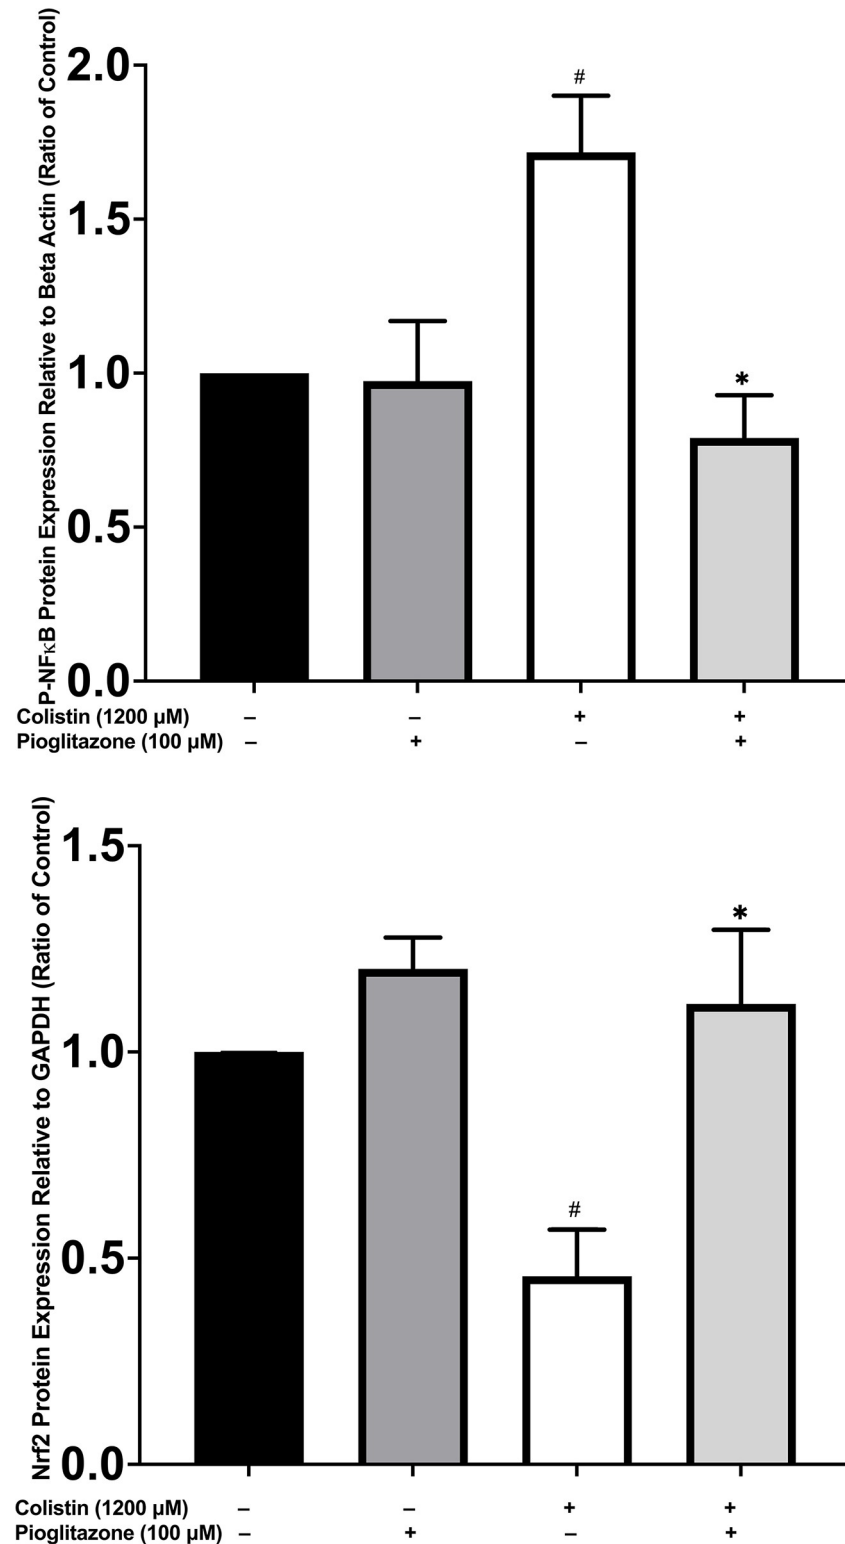 P-NFκB Protein Expression Relative to Beta Actin (Ratio of Control)
2.0
#
1.5
1.0
*
0.5
0.0
Colistin (1200 µM) – – + +
Pioglitazone (100 µM) – + – +
Nrf2 Protein Expression Relative to GAPDH (Ratio of Control)
1.5
*
1.0
#
0.5
0.0
Colistin (1200 µM) – – + +
Pioglitazone (100 µM) – + – +